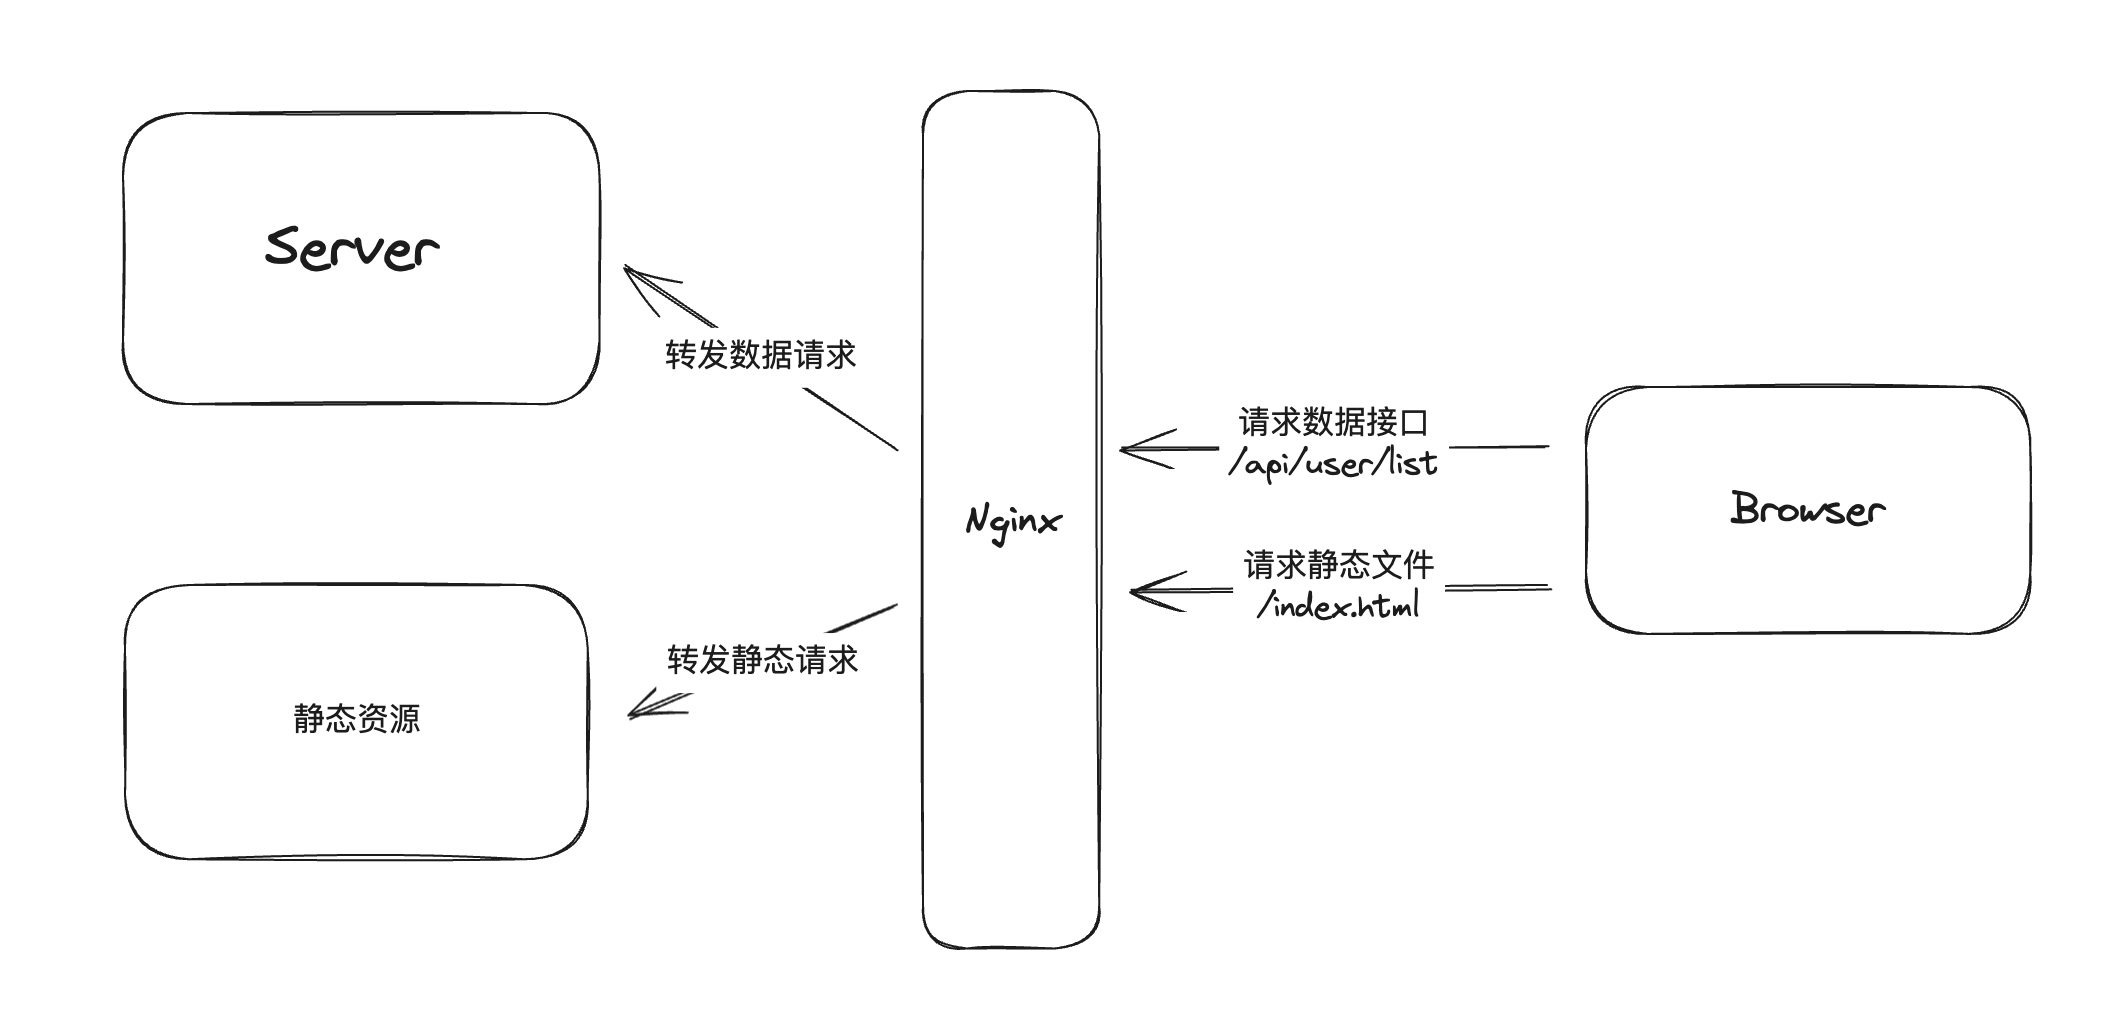 Server
转发数据请求
请求数据接口
/api/user/list
Nginx
Browser
请求静态文件
/index.html
转发静态请求
静态资源